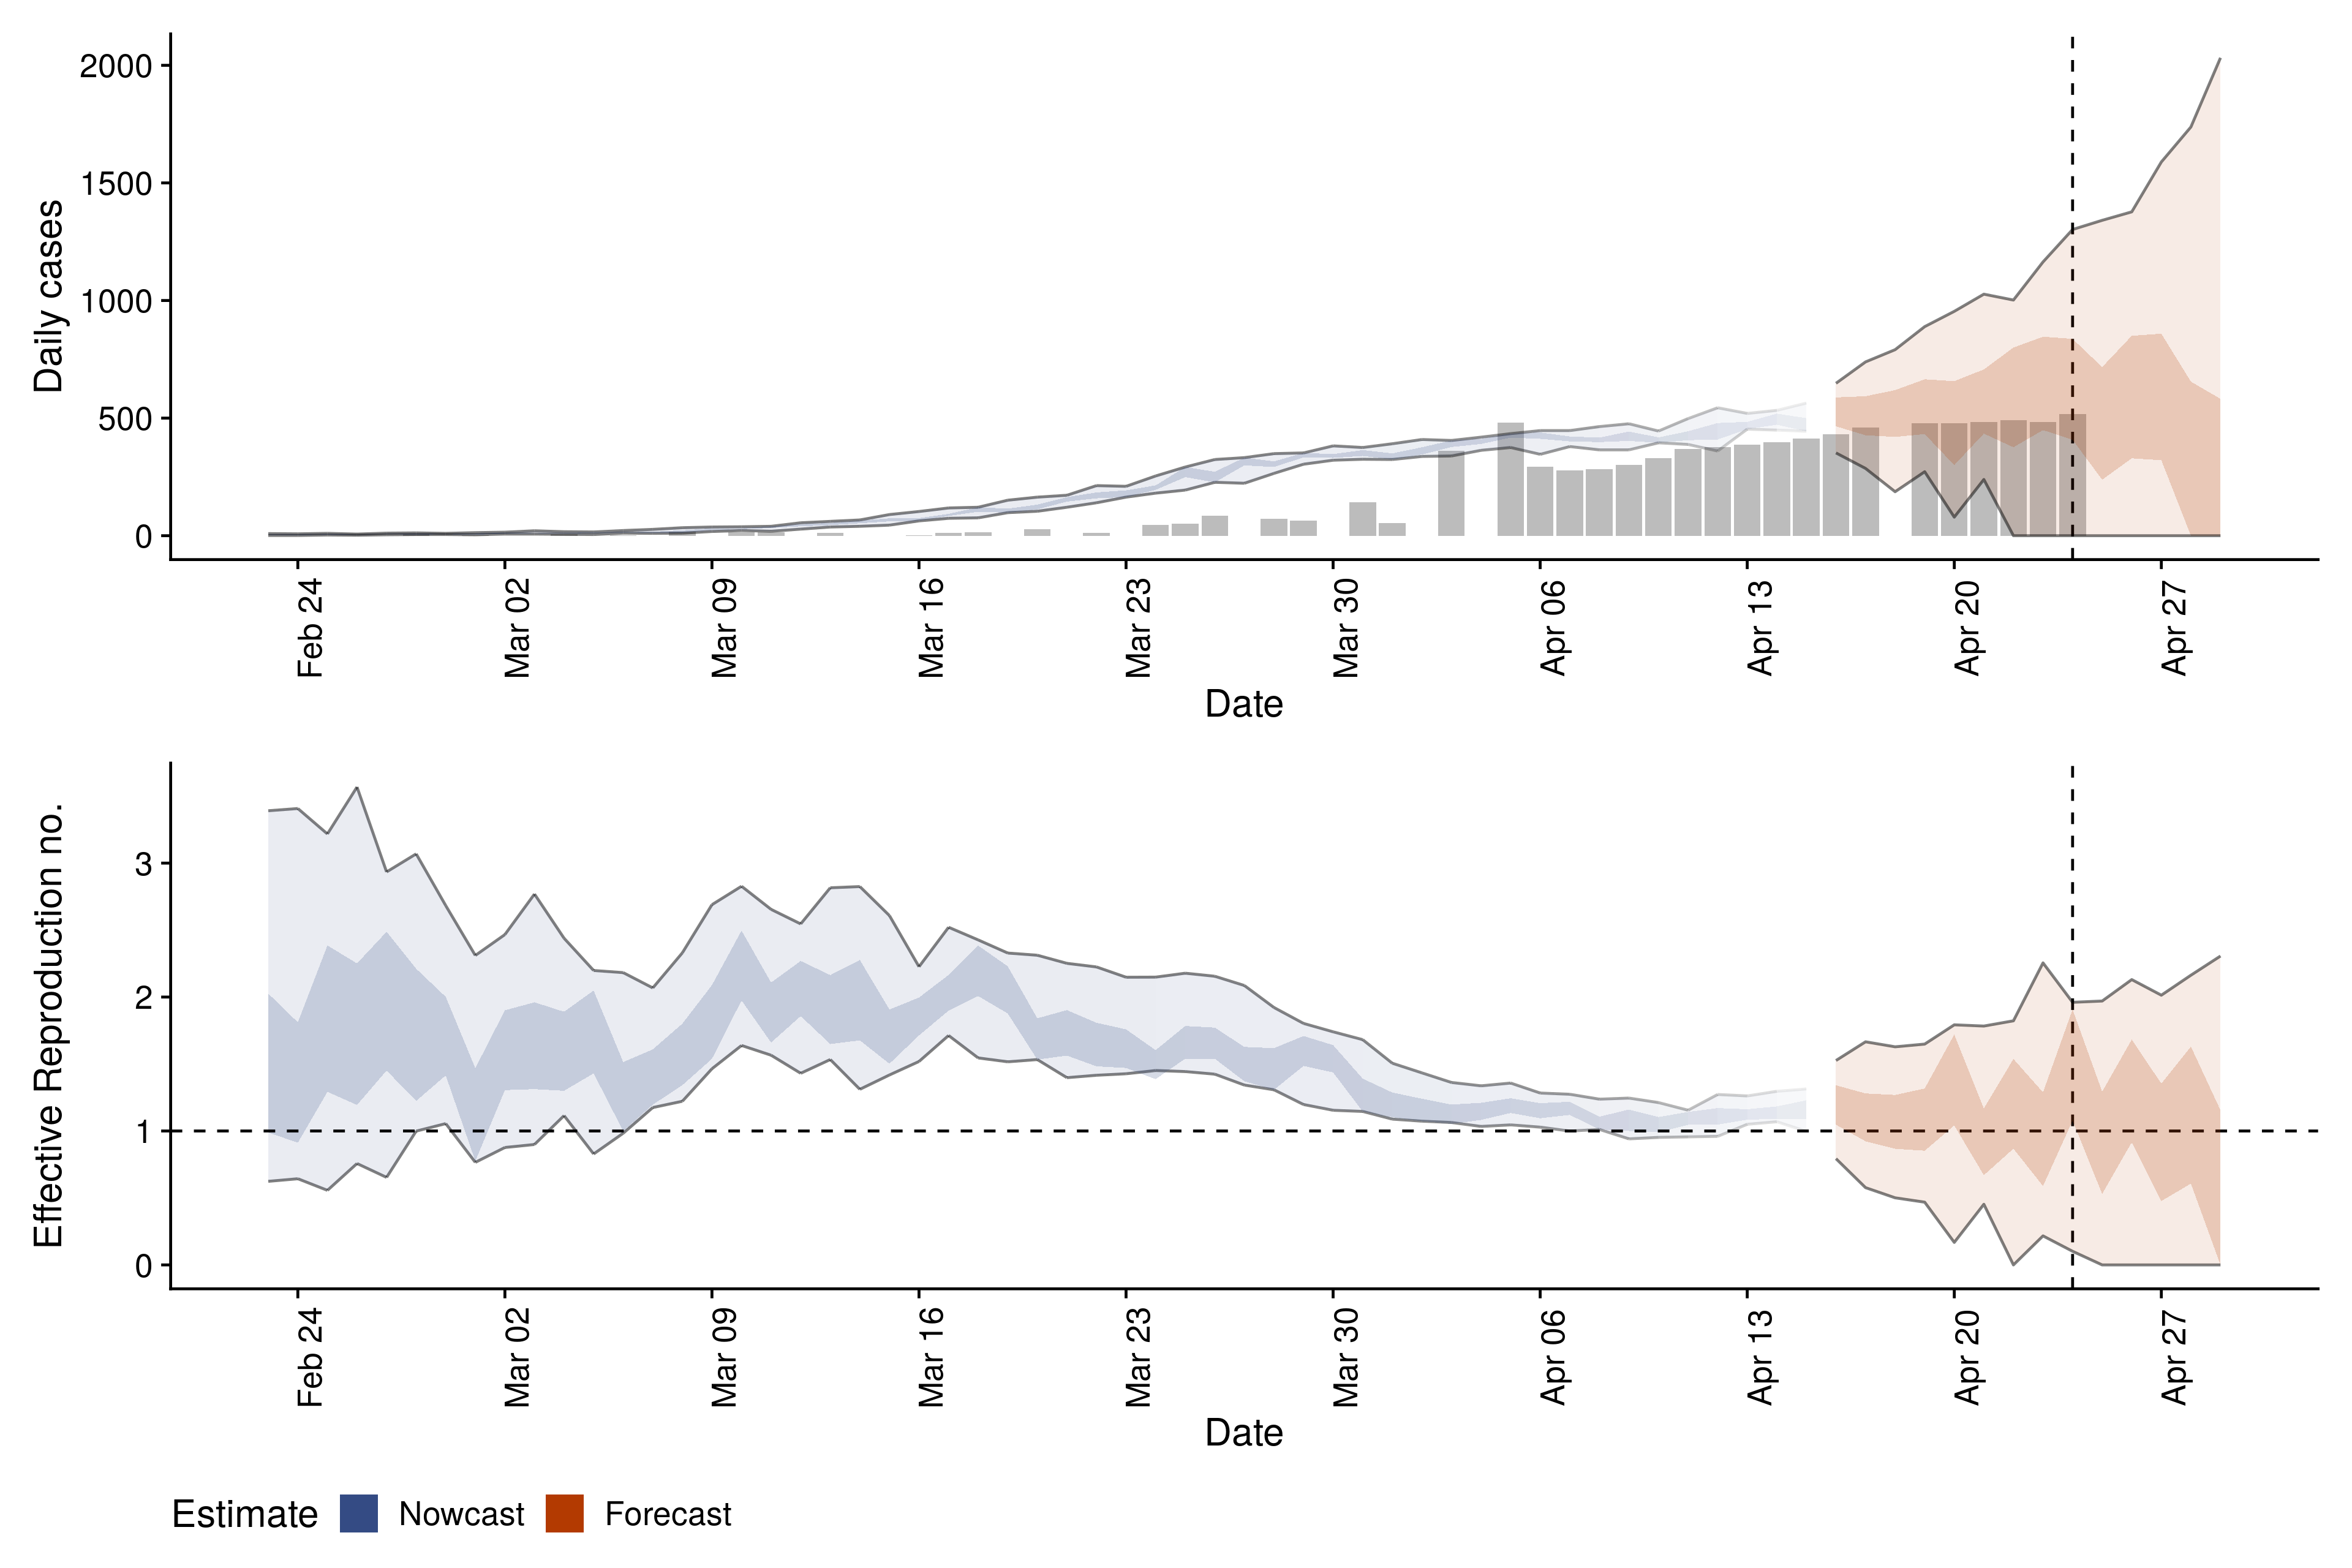 Daily cases
2000
1500
1000
500
0
Feb 24 Mar 02 Mar 09 Mar 16 Mar 23 Mar 30 Apr 06 Apr 13 Apr 20 Apr 27
Date
Effective Reproduction no.
3
2
1
0
Feb 24 Mar 02 Mar 09 Mar 16 Mar 23 Mar 30 Apr 06 Apr 13 Apr 20 Apr 27
Date
Estimate Nowcast Forecast